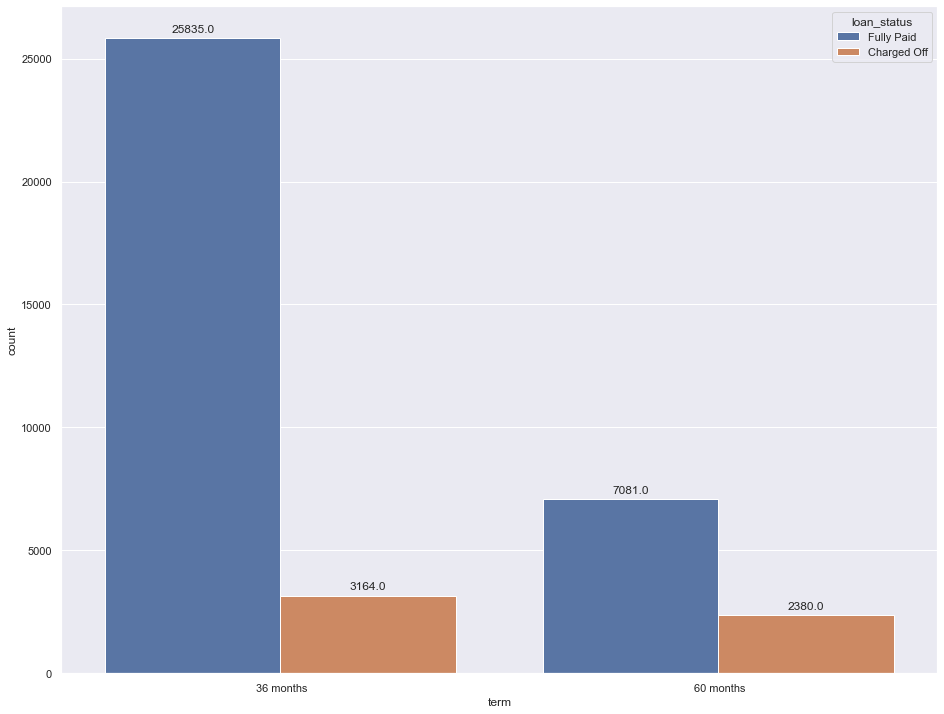 25835.0
loan_status
Fully Paid
Charged Off
25000
20000
15000
count
10000
7081.0
5000
3164.0
2380.0
0
36 months
60 months
term